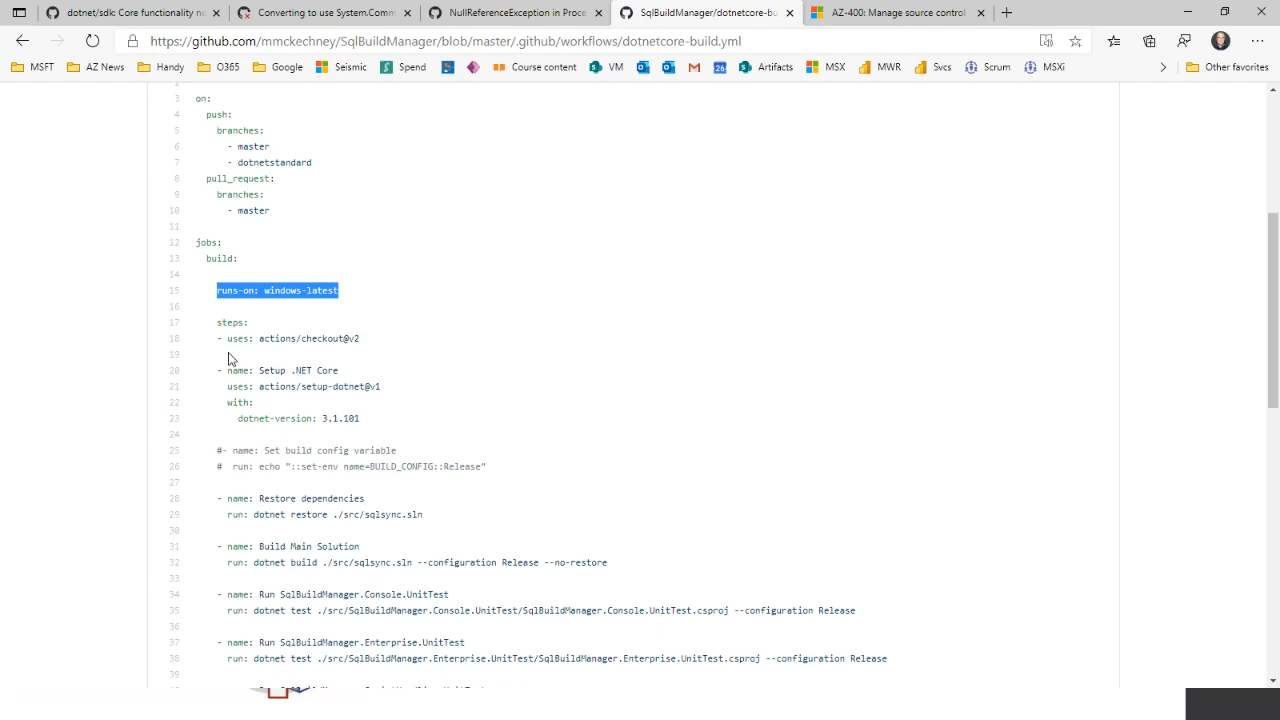 dotnet/efcore functionality ne
Converting to use System.Comm
NullReferenceException in Proce
SqlBuildManager/dotnetcore-bui
AZ-400: Manage source control
https://github.com/mmckechney/SqlBuildManager/blob/master/.github/workflows/dotnetcore-build.yml
MSFT AZ News Handy O365 Google Seismic Spend Course content VM 26 Artifacts MSX MWR Svcs Scrum MSXi Other favorites
3 on:
4 push:
5 branches:
6 - master
7 - dotnetstandard
8 pull_request:
9 branches:
10 - master
11
12 jobs:
13 build:
14
15 runs-on: windows-latest
16
17 steps:
18 - uses: actions/checkout@v2
19
20 - name: Setup .NET Core
21 uses: actions/setup-dotnet@v1
22 with:
23 dotnet-version: 3.1.101
24
25 #- name: Set build config variable
26 # run: echo "::set-env name=BUILD_CONFIG::Release"
27
28 - name: Restore dependencies
29 run: dotnet restore ./src/sqlsync.sln
30
31 - name: Build Main Solution
32 run: dotnet build ./src/sqlsync.sln --configuration Release --no-restore
33
34 - name: Run SqlBuildManager.Console.UnitTest
35 run: dotnet test ./src/SqlBuildManager.Console.UnitTest/SqlBuildManager.Console.UnitTest.csproj --configuration Release
36
37 - name: Run SqlBuildManager.Enterprise.UnitTest
38 run: dotnet test ./src/SqlBuildManager.Enterprise.UnitTest/SqlBuildManager.Enterprise.UnitTest.csproj --configuration Release
39